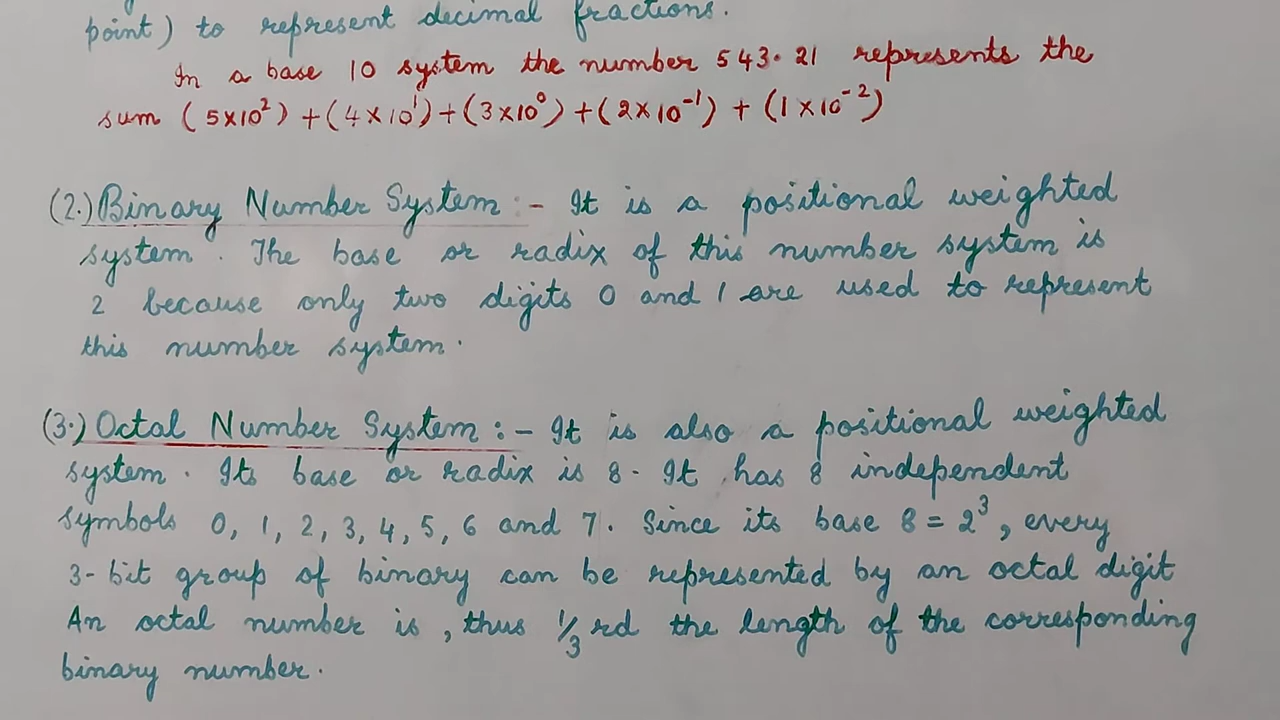 point) to represent decimal fractions.
In a base 10 system the number 543.21 represents the
sum (5×10²) + (4×10¹) + (3×10⁰) + (2×10⁻¹) + (1×10⁻²)
(2.) Binary Number System :- It is a positional weighted
system. The base or radix of this number system is
2 because only two digits 0 and 1 are used to represent
this number system.
(3.) Octal Number System :- It is also a positional weighted
system. Its base or radix is 8. It has 8 independent
symbols 0, 1, 2, 3, 4, 5, 6 and 7. Since its base 8 = 2³, every
3-bit group of binary can be represented by an octal digit
An octal number is, thus 1/3 rd the length of the corresponding
binary number.